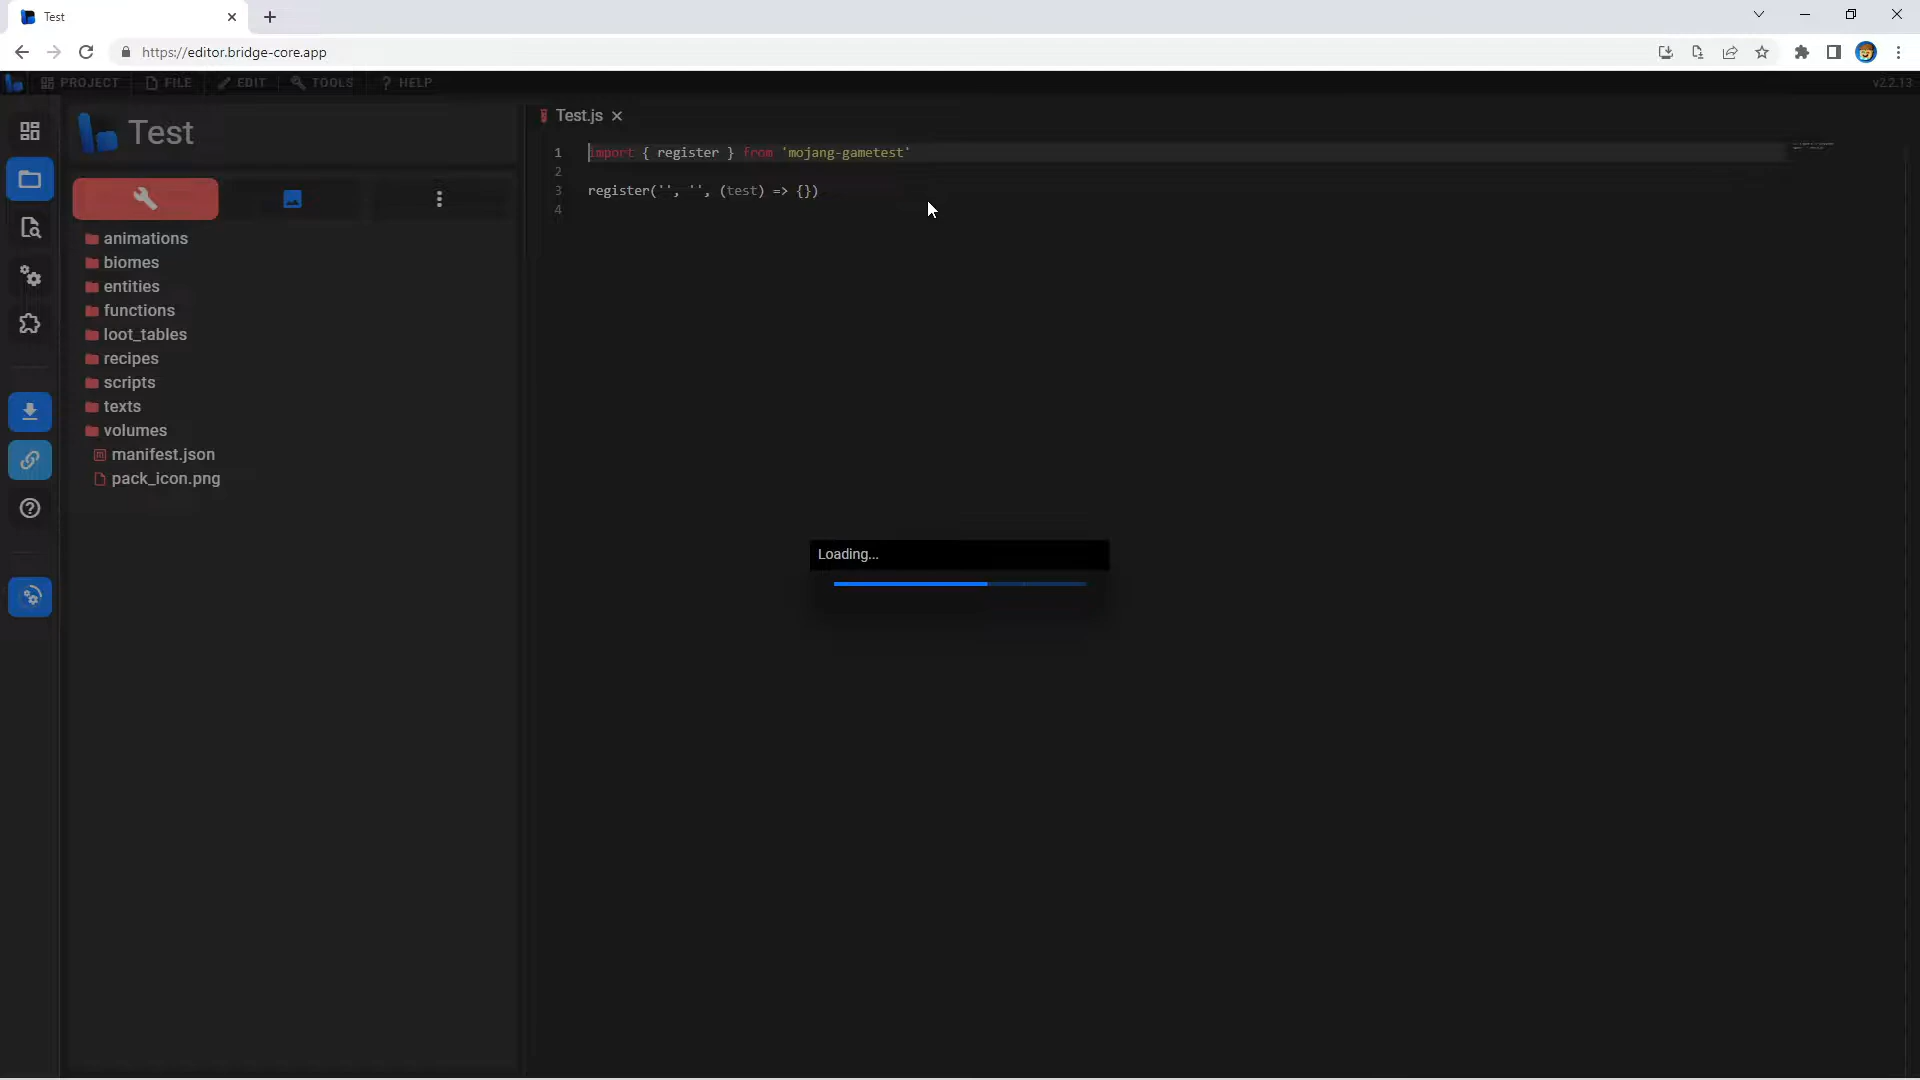 Test
https://editor.bridge-core.app
PROJECT FILE EDIT TOOLS ? HELP v2.2.13
Test
animations
biomes
entities
functions
loot_tables
recipes
scripts
texts
volumes
manifest.json
pack_icon.png
Test.js
1 import { register } from 'mojang-gametest'
2
3 register('', '', (test) => {})
4
Loading...